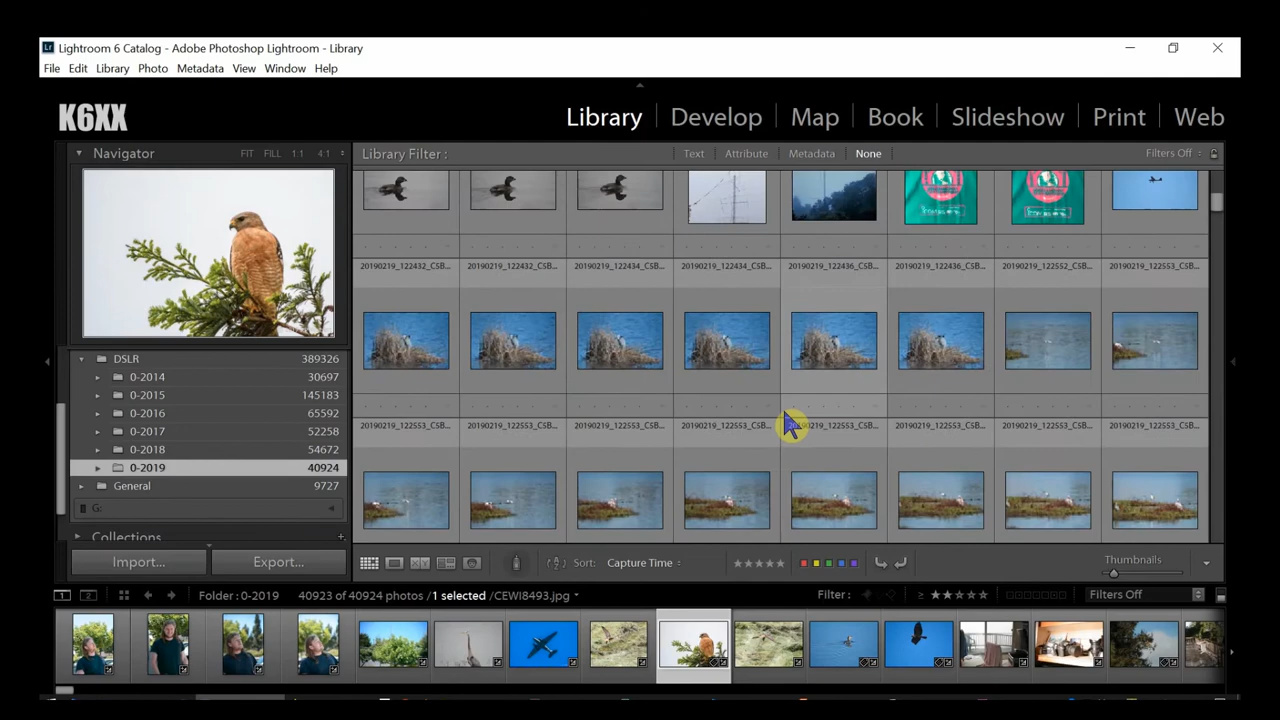 Lr Lightroom 6 Catalog - Adobe Photoshop Lightroom - Library
File Edit Library Photo Metadata View Window Help
K6XX
Library Develop Map Book Slideshow Print Web
Navigator FIT FILL 1:1 4:1
Library Filter : Text Attribute Metadata None Filters Off
20190219_122432_CSB... 20190219_122432_CSB... 20190219_122434_CSB... 20190219_122434_CSB... 20190219_122436_CSB... 20190219_122436_CSB... 20190219_122552_CSB... 20190219_122553_CSB...
DSLR 389326
0-2014 30697
0-2015 145183
0-2016 65592
0-2017 52258
0-2018 54672
0-2019 40924
General 9727
G:
Collections
20190219_122553_CSB... 20190219_122553_CSB... 20190219_122553_CSB... 20190219_122553_CSB... 20190219_122553_CSB... 20190219_122553_CSB... 20190219_122553_CSB... 20190219_122553_CSB...
Import... Export...
Sort: Capture Time Thumbnails
1 2 Folder : 0-2019 40923 of 40924 photos / 1 selected / CEWI8493.jpg Filter : Filters Off